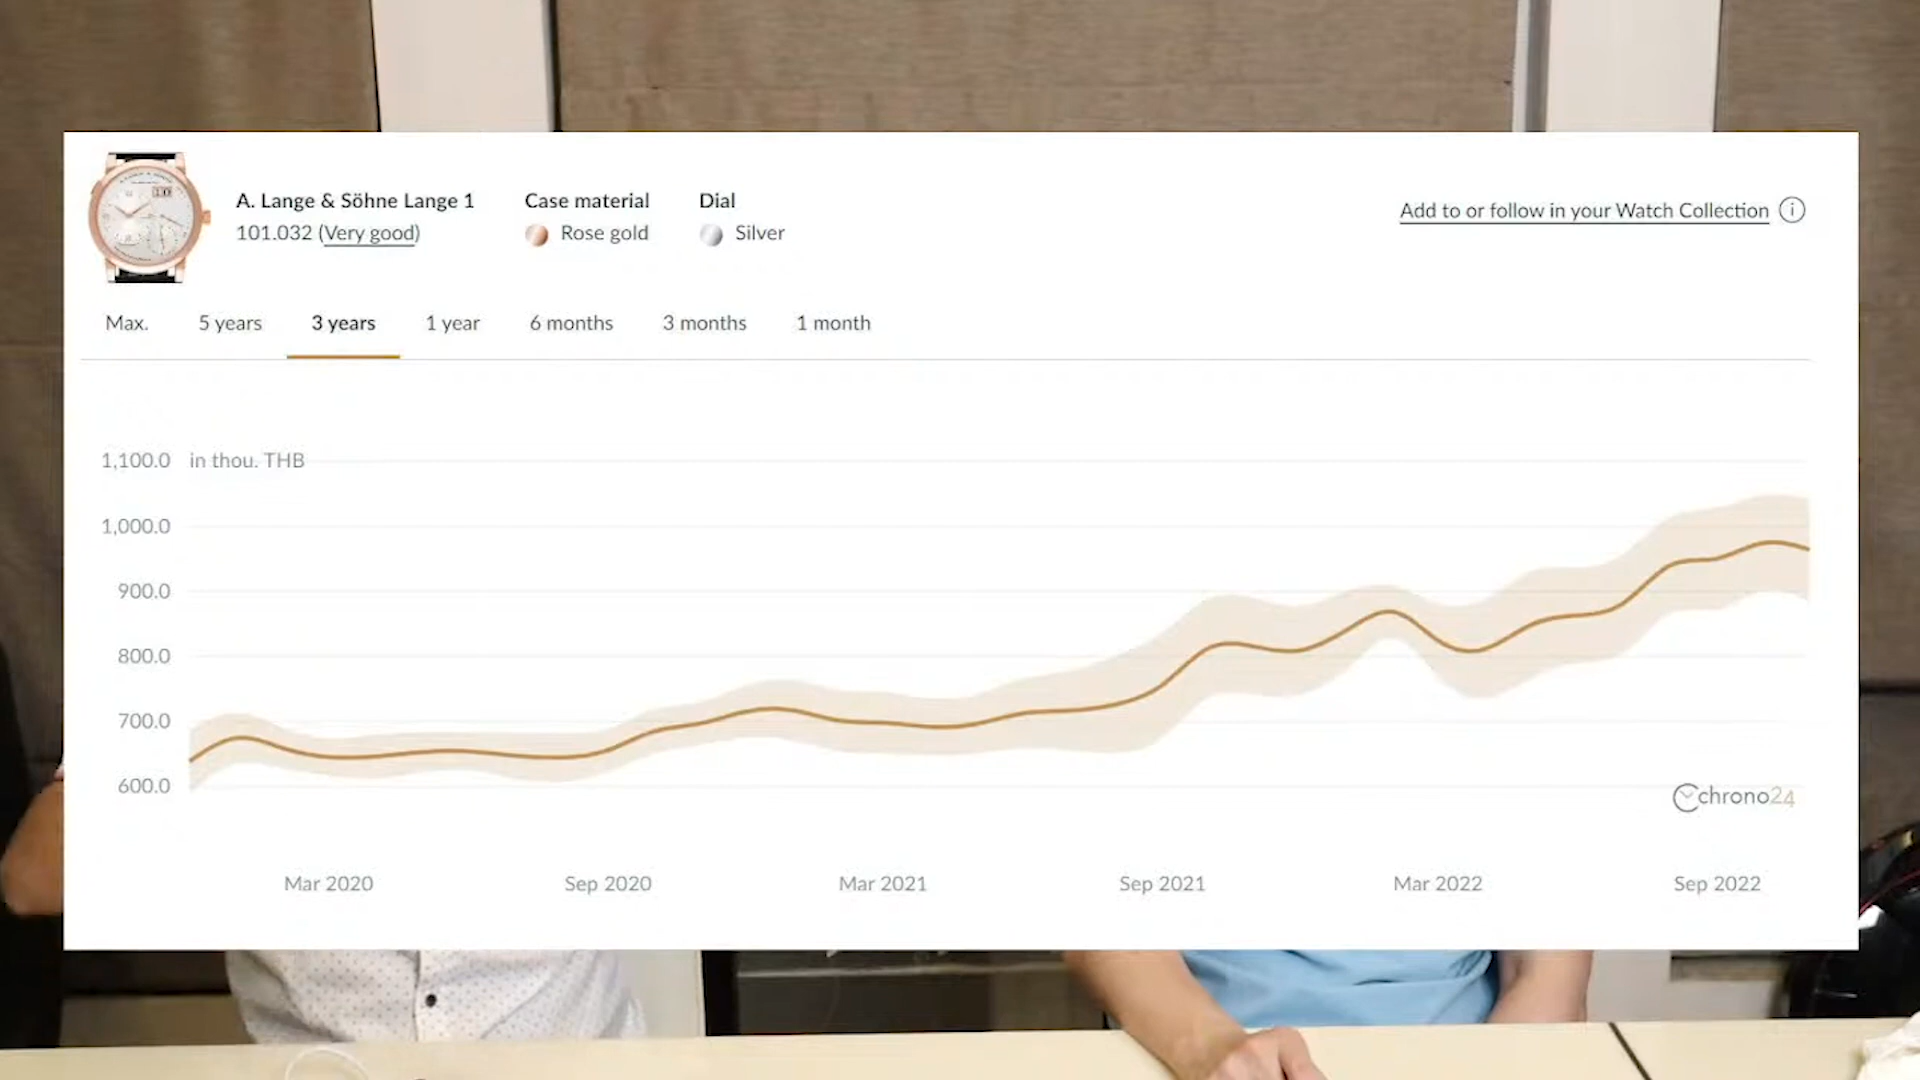 A. Lange & Söhne Lange 1
101.032 (Very good)
Case material
Rose gold
Dial
Silver
Add to or follow in your Watch Collection
Max.
5 years
3 years
1 year
6 months
3 months
1 month
1,100.0 in thou. THB
1,000.0
900.0
800.0
700.0
600.0
chrono24
Mar 2020
Sep 2020
Mar 2021
Sep 2021
Mar 2022
Sep 2022